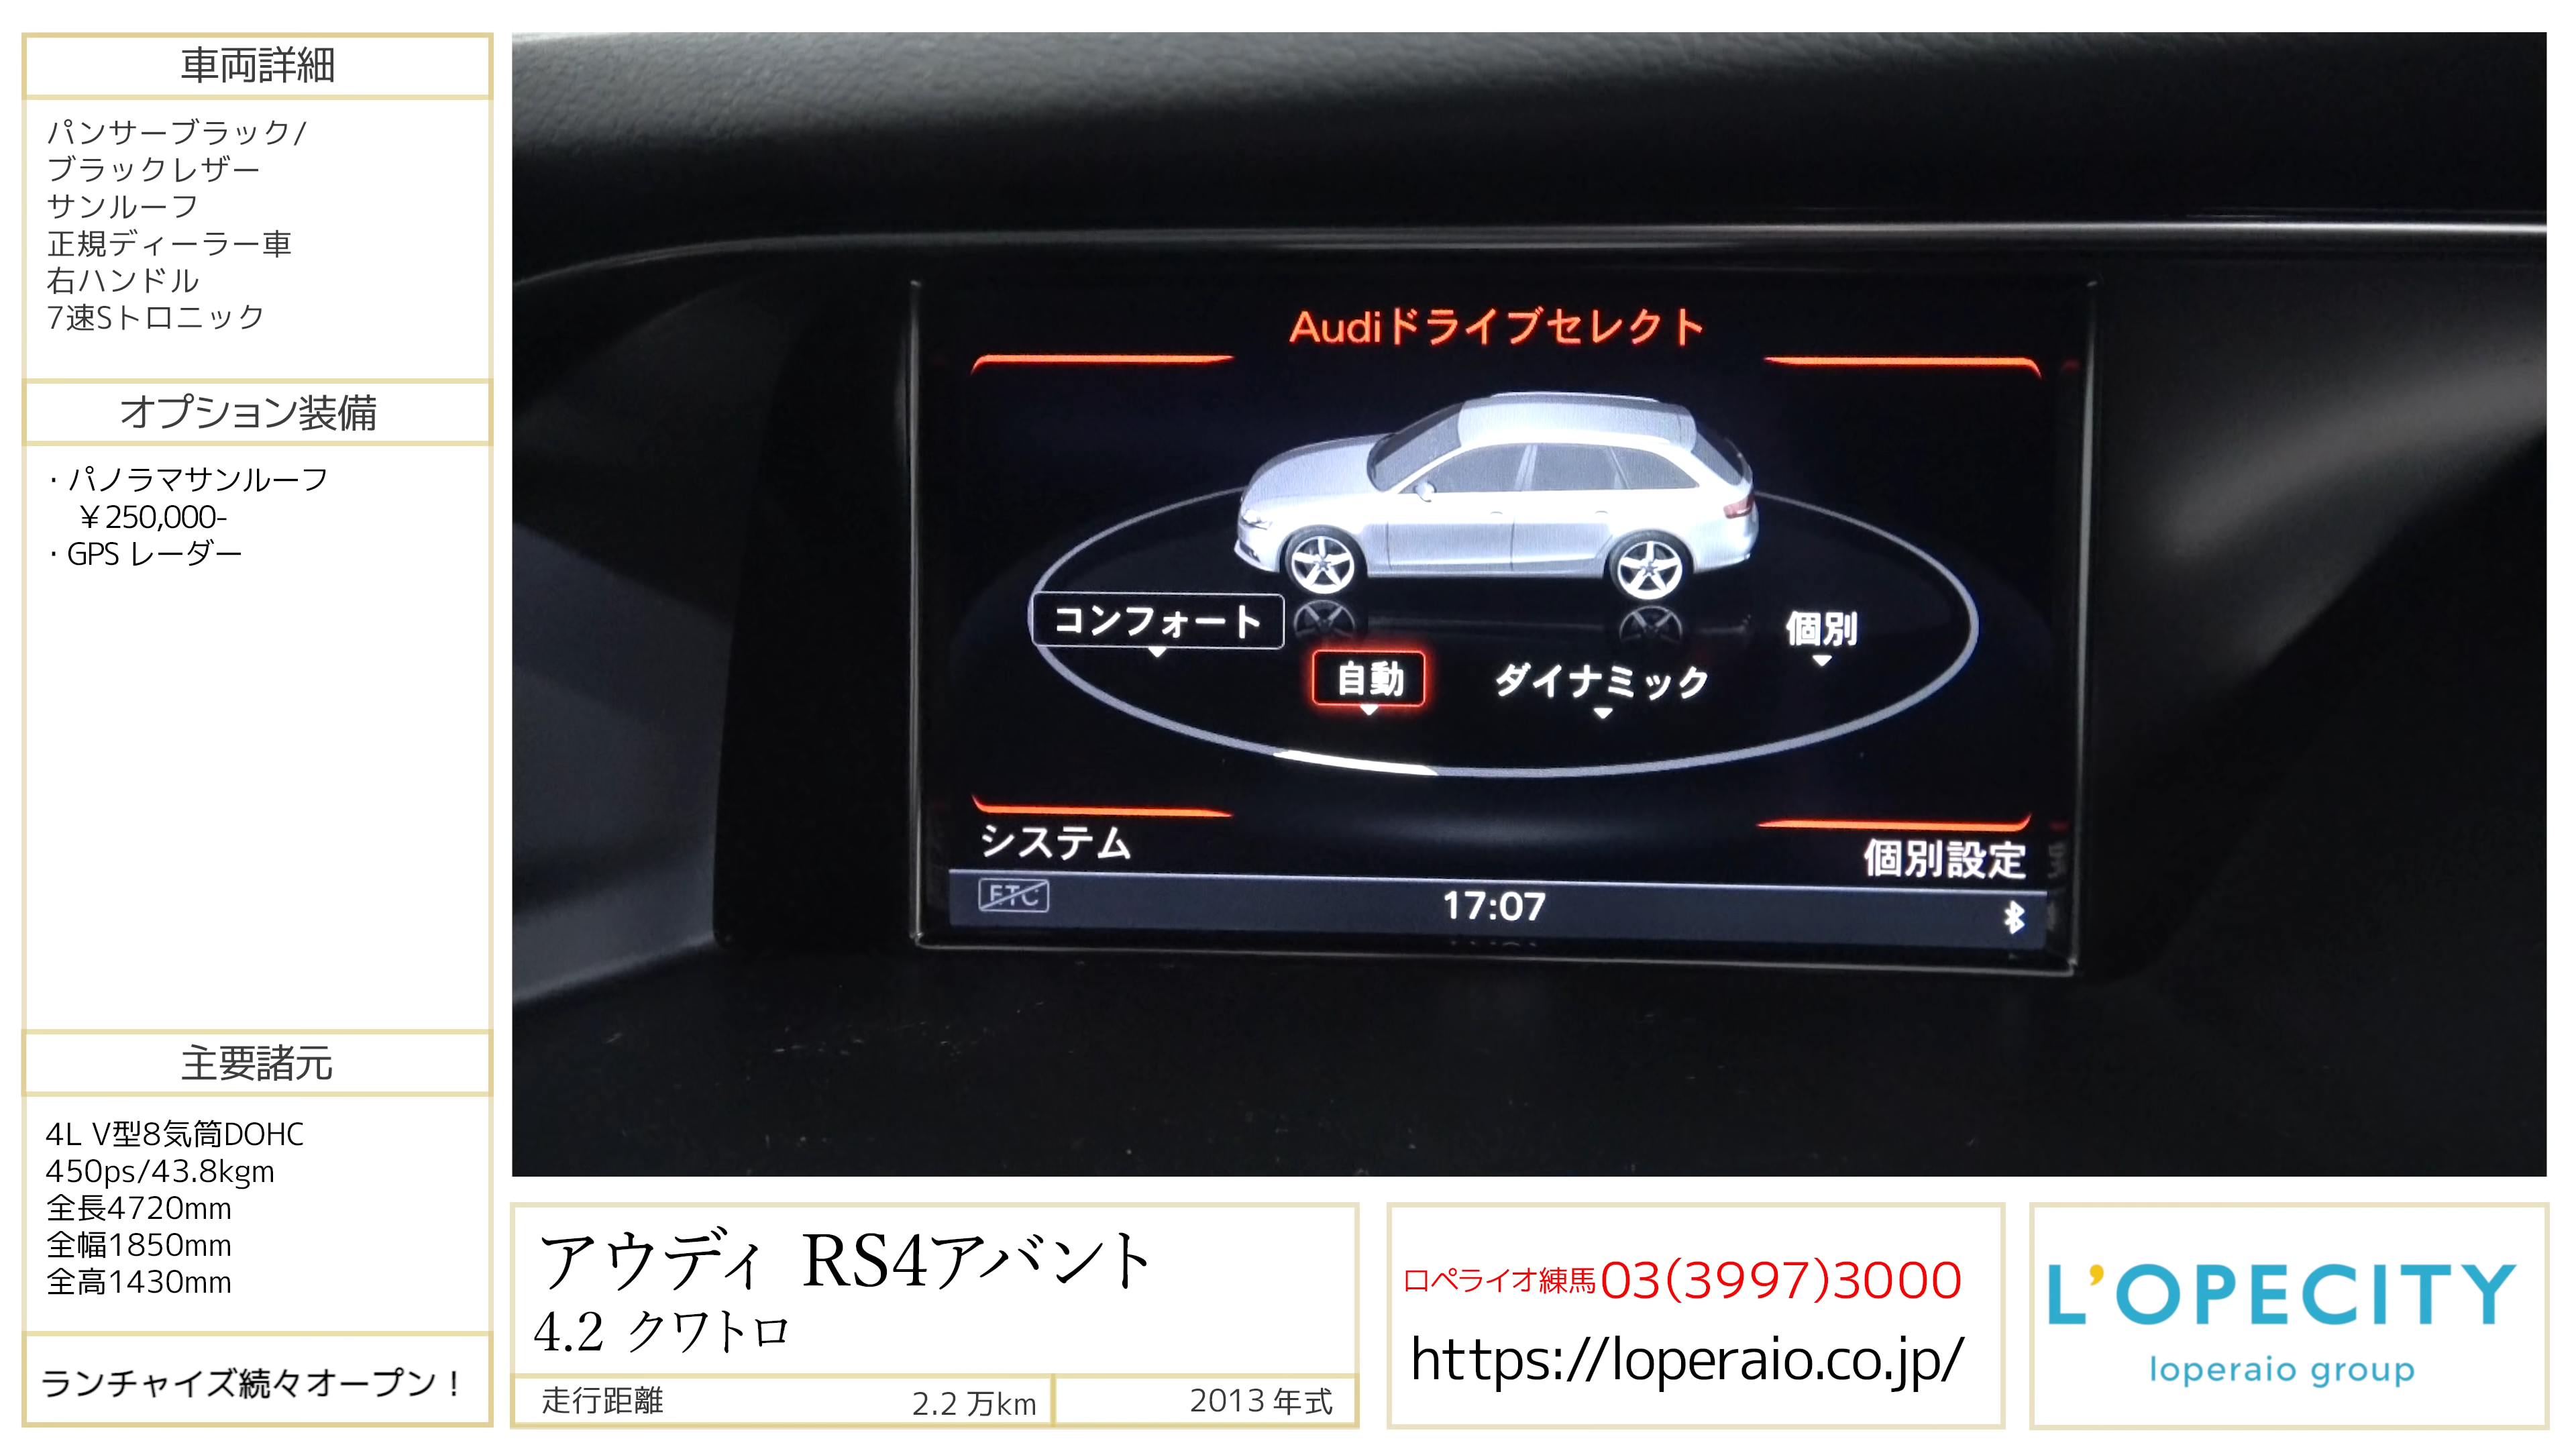 車両詳細
パンサーブラック/
ブラックレザー
サンルーフ
正規ディーラー車
右ハンドル
7速Sトロニック
オプション装備
・パノラマサンルーフ
￥250,000-
・GPS レーダー
主要諸元
4L V型8気筒DOHC
450ps/43.8kgm
全長4720mm
全幅1850mm
全高1430mm
ランチャイズ続々オープン！
Audiドライブセレクト
コンフォート
自動
ダイナミック
個別
システム
個別設定
ETC
17:07
アウディ RS4アバント
4.2 クワトロ
走行距離 2.2 万km
2013 年式
ロペライオ練馬03(3997)3000
https://loperaio.co.jp/
L'OPECITY
loperaio group